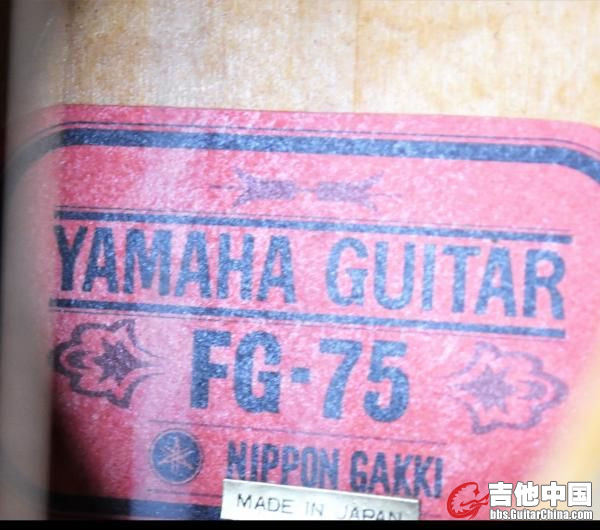 YAMAHA GUITAR
FG-75
NIPPON GAKKI
MADE IN JAPAN
吉他中国
bbs.GuitarChina.com